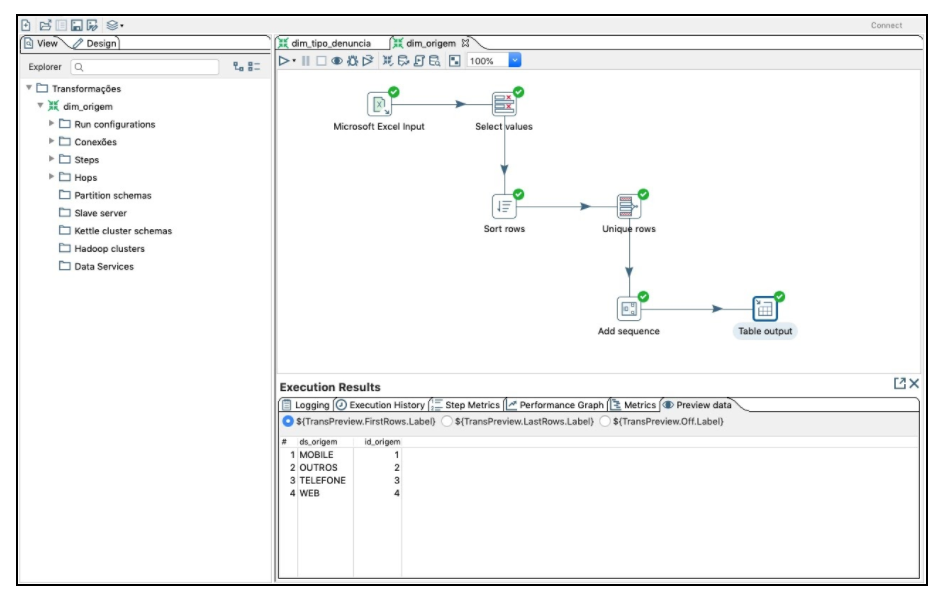 Connect
View Design
Explorer
Transformações
dim_origem
Run configurations
Conexões
Steps
Hops
Partition schemas
Slave server
Kettle cluster schemas
Hadoop clusters
Data Services
dim_tipo_denuncia dim_origem
100%
Microsoft Excel Input Select values
Sort rows Unique rows
Add sequence Table output
Execution Results
Logging Execution History Step Metrics Performance Graph Metrics Preview data
${TransPreview.FirstRows.Label} ${TransPreview.LastRows.Label} ${TransPreview.Off.Label}
# ds_origem id_origem
1 MOBILE 1
2 OUTROS 2
3 TELEFONE 3
4 WEB 4